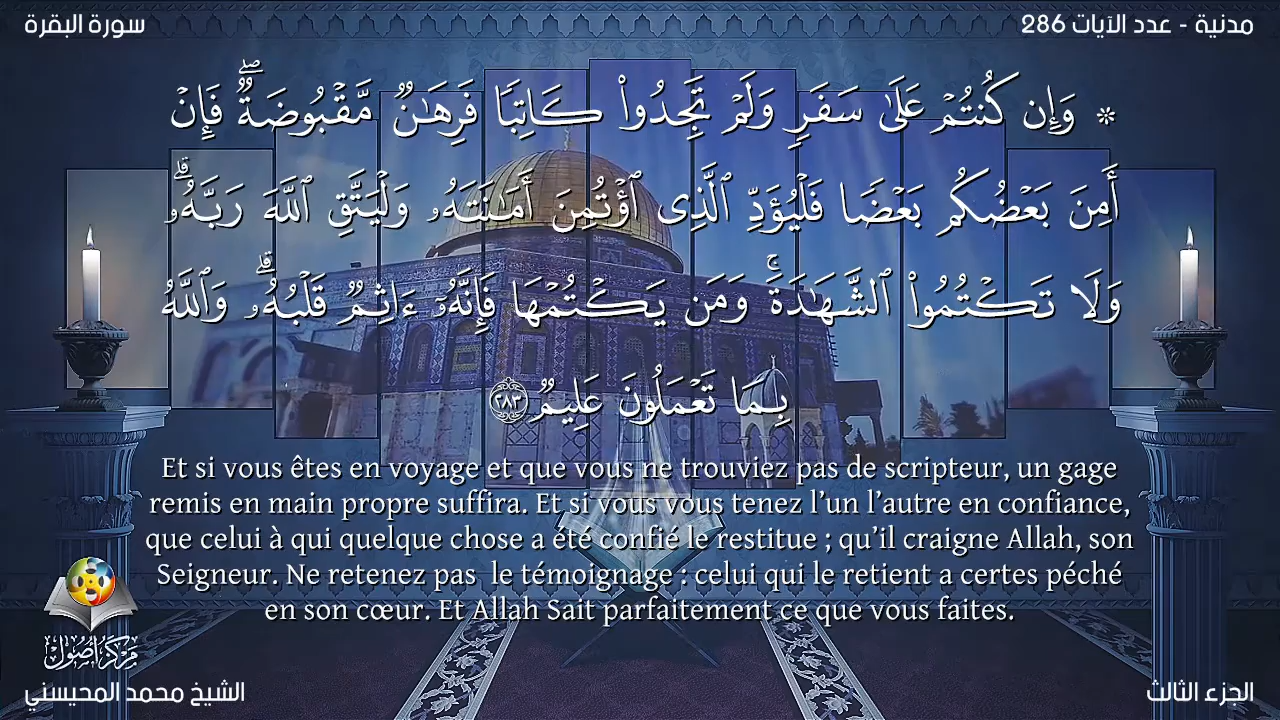 سورة البقرة
مدنية - عدد الآيات 286
۞ وَإِن كُنتُمْ عَلَىٰ سَفَرٍ وَلَمْ تَجِدُوا۟ كَاتِبًا فَرِهَـٰنٌ مَّقْبُوضَةٌ ۖ فَإِنْ
أَمِنَ بَعْضُكُم بَعْضًا فَلْيُؤَدِّ ٱلَّذِى ٱؤْتُمِنَ أَمَـٰنَتَهُۥ وَلْيَتَّقِ ٱللَّهَ رَبَّهُۥ ۗ
وَلَا تَكْتُمُوا۟ ٱلشَّهَـٰدَةَ ۚ وَمَن يَكْتُمْهَا فَإِنَّهُۥٓ ءَاثِمٌ قَلْبُهُۥ ۗ وَٱللَّهُ
بِمَا تَعْمَلُونَ عَلِيمٌ ٢٨٣
Et si vous êtes en voyage et que vous ne trouviez pas de scripteur, un gage
remis en main propre suffira. Et si vous vous tenez l’un l’autre en confiance,
que celui à qui quelque chose a été confié le restitue ; qu’il craigne Allah, son
Seigneur. Ne retenez pas le témoignage : celui qui le retient a certes péché
en son cœur. Et Allah Sait parfaitement ce que vous faites.
مركز أصول
الشيخ محمد المحيسني
الجزء الثالث